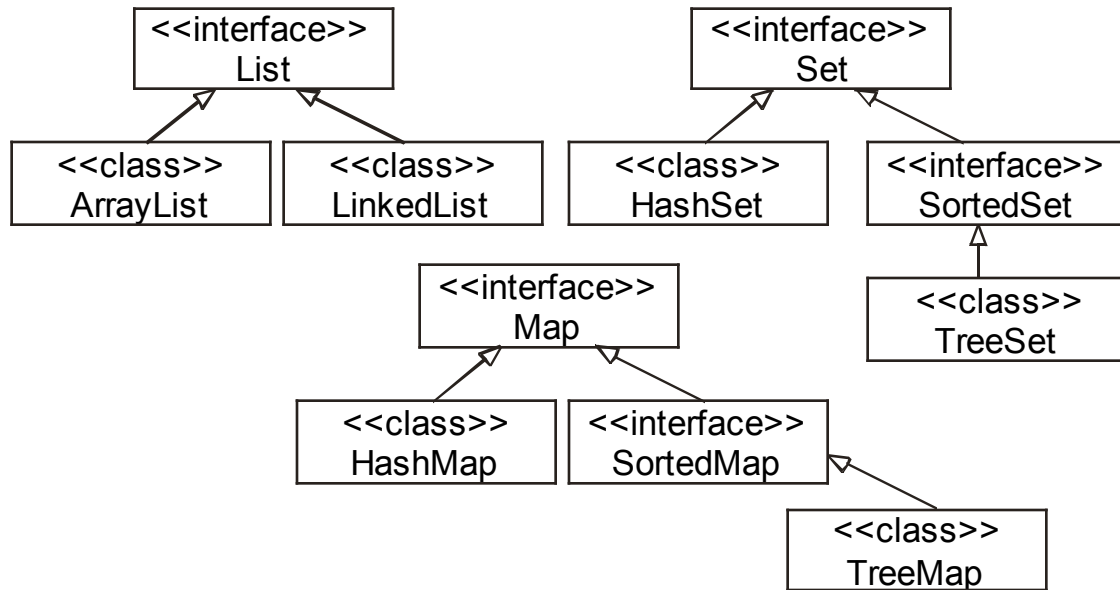 <<interface>>
List
<<interface>>
Set
<<class>>
ArrayList
<<class>>
LinkedList
<<class>>
HashSet
<<interface>>
SortedSet
<<interface>>
Map
<<class>>
TreeSet
<<class>>
HashMap
<<interface>>
SortedMap
<<class>>
TreeMap